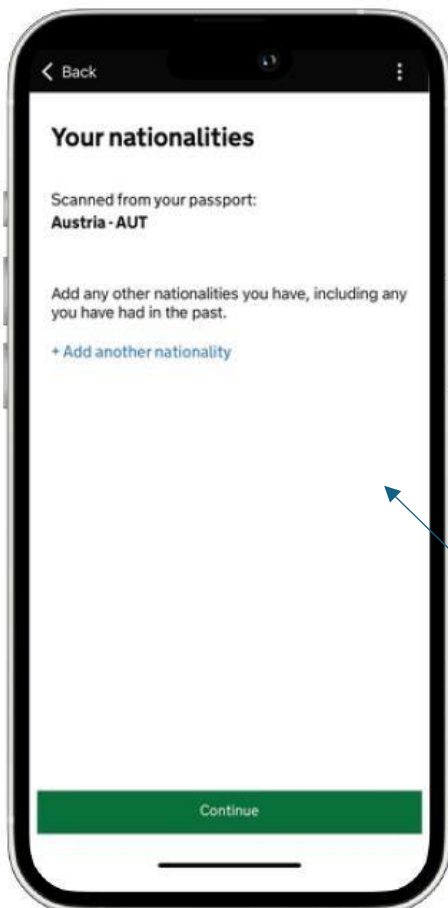 Back
Your nationalities
Scanned from your passport:
Austria - AUT
Add any other nationalities you have, including any
you have had in the past.
+ Add another nationality
Continue